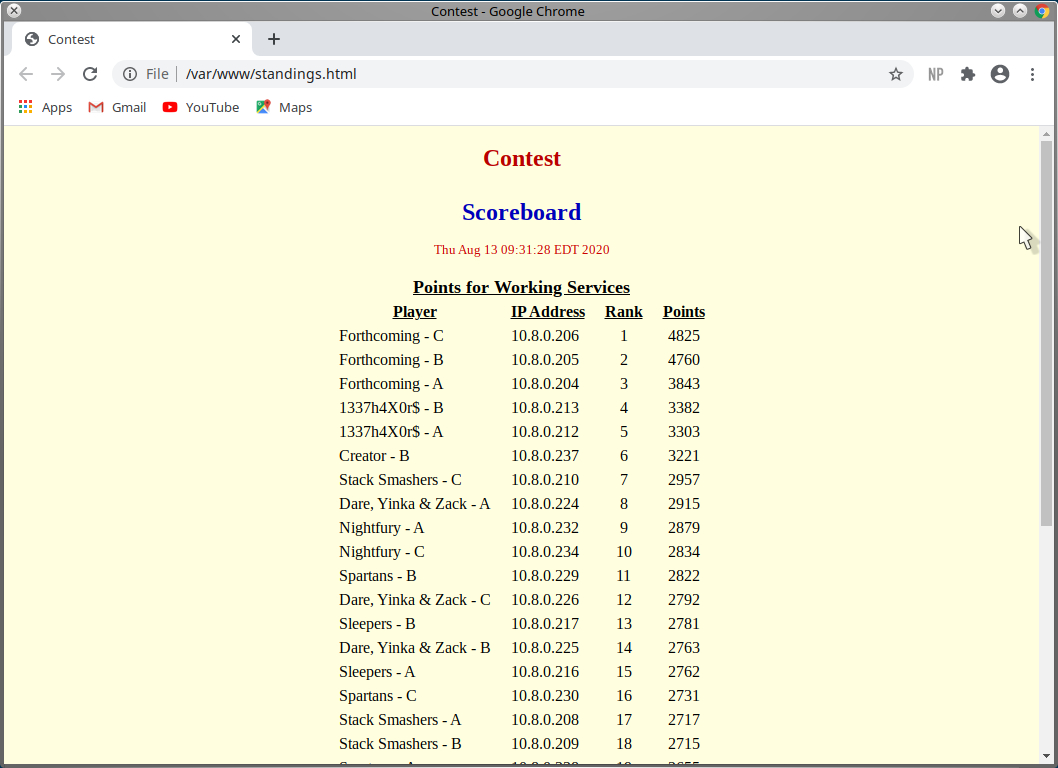 Contest - Google Chrome
Contest
File /var/www/standings.html NP
Apps Gmail YouTube Maps
Contest
Scoreboard
Thu Aug 13 09:31:28 EDT 2020
Points for Working Services
Player IP Address Rank Points
Forthcoming - C 10.8.0.206 1 4825
Forthcoming - B 10.8.0.205 2 4760
Forthcoming - A 10.8.0.204 3 3843
1337h4X0r$ - B 10.8.0.213 4 3382
1337h4X0r$ - A 10.8.0.212 5 3303
Creator - B 10.8.0.237 6 3221
Stack Smashers - C 10.8.0.210 7 2957
Dare, Yinka & Zack - A 10.8.0.224 8 2915
Nightfury - A 10.8.0.232 9 2879
Nightfury - C 10.8.0.234 10 2834
Spartans - B 10.8.0.229 11 2822
Dare, Yinka & Zack - C 10.8.0.226 12 2792
Sleepers - B 10.8.0.217 13 2781
Dare, Yinka & Zack - B 10.8.0.225 14 2763
Sleepers - A 10.8.0.216 15 2762
Spartans - C 10.8.0.230 16 2731
Stack Smashers - A 10.8.0.208 17 2717
Stack Smashers - B 10.8.0.209 18 2715